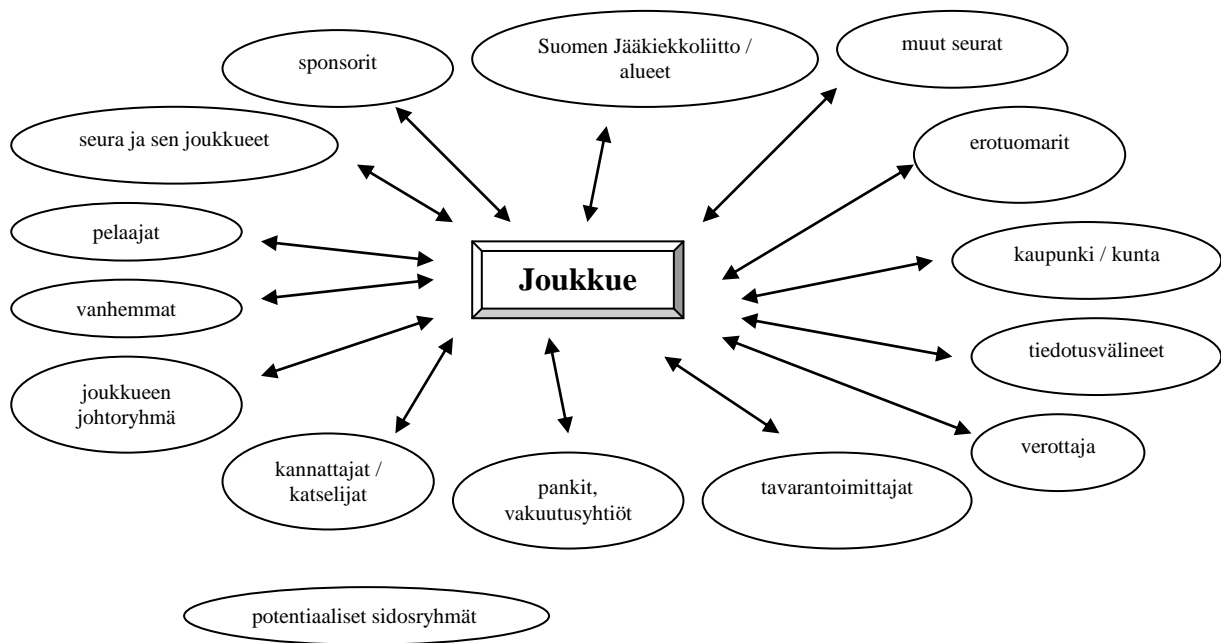 Suomen Jääkiekkoliitto /
alueet
muut seurat
sponsorit
seura ja sen joukkueet
erotuomarit
pelaajat
kaupunki / kunta
Joukkue
vanhemmat
tiedotusvälineet
joukkueen
johtoryhmä
verottaja
kannattajat /
katselijat
pankit,
vakuutusyhtiöt
tavarantoimittajat
potentiaaliset sidosryhmät